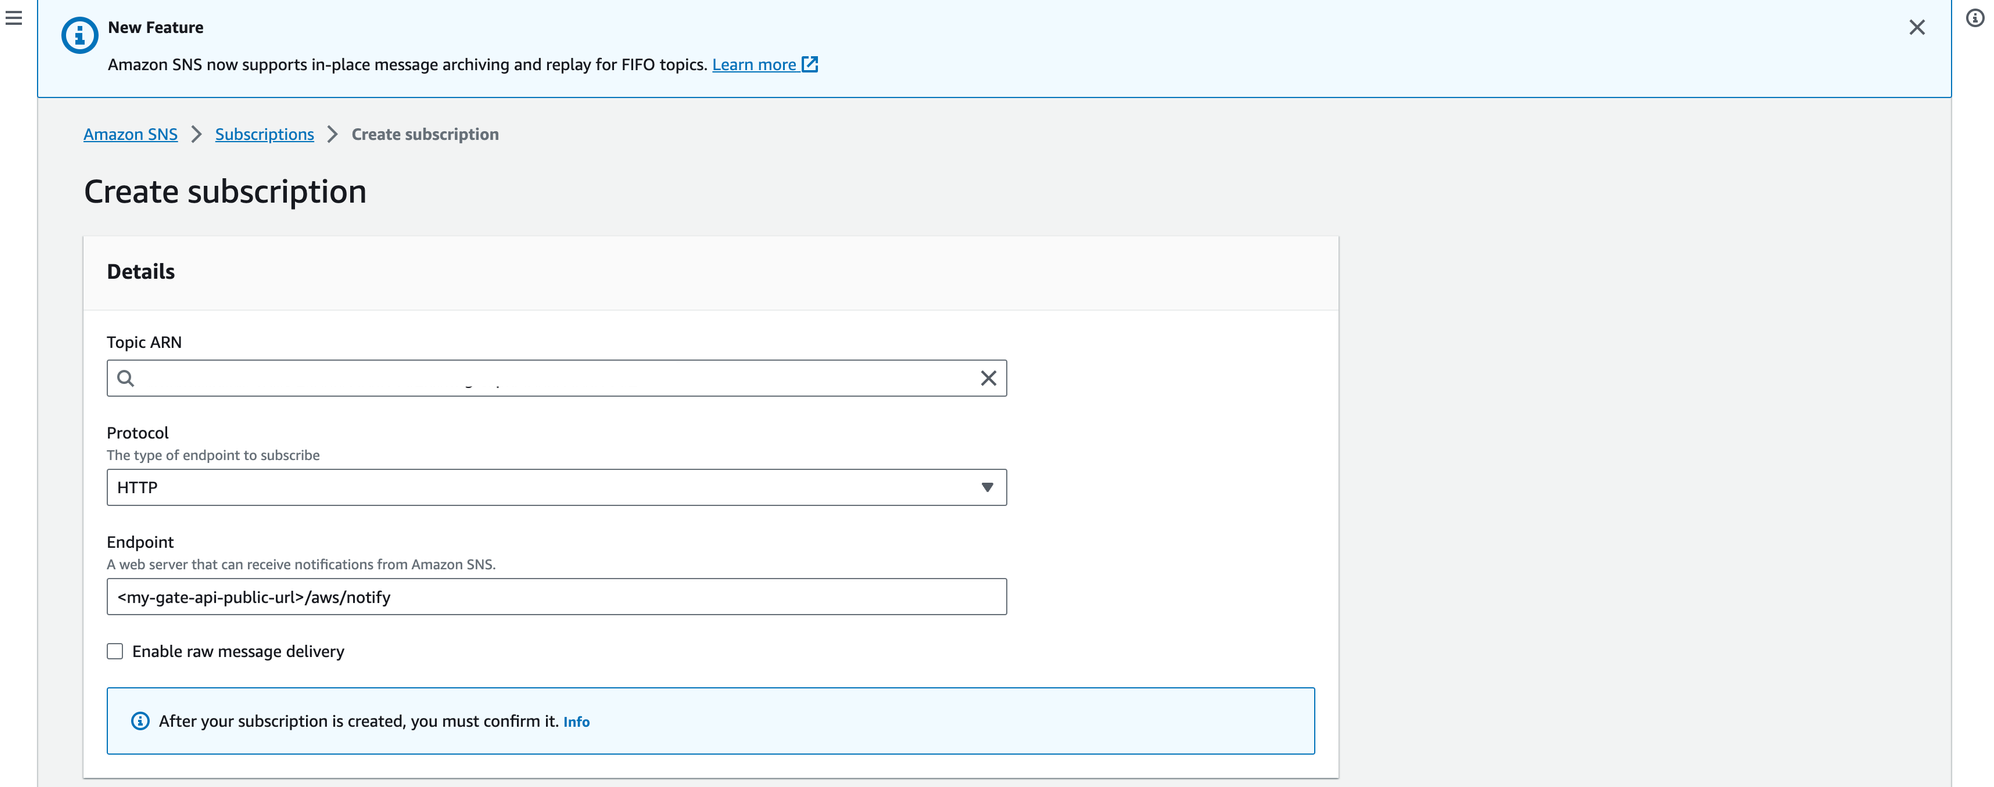 New Feature
Amazon SNS now supports in-place message archiving and replay for FIFO topics. Learn more
Amazon SNS > Subscriptions > Create subscription
Create subscription
Details
Topic ARN
Protocol
The type of endpoint to subscribe
HTTP
Endpoint
A web server that can receive notifications from Amazon SNS.
<my-gate-api-public-url>/aws/notify
Enable raw message delivery
After your subscription is created, you must confirm it. Info